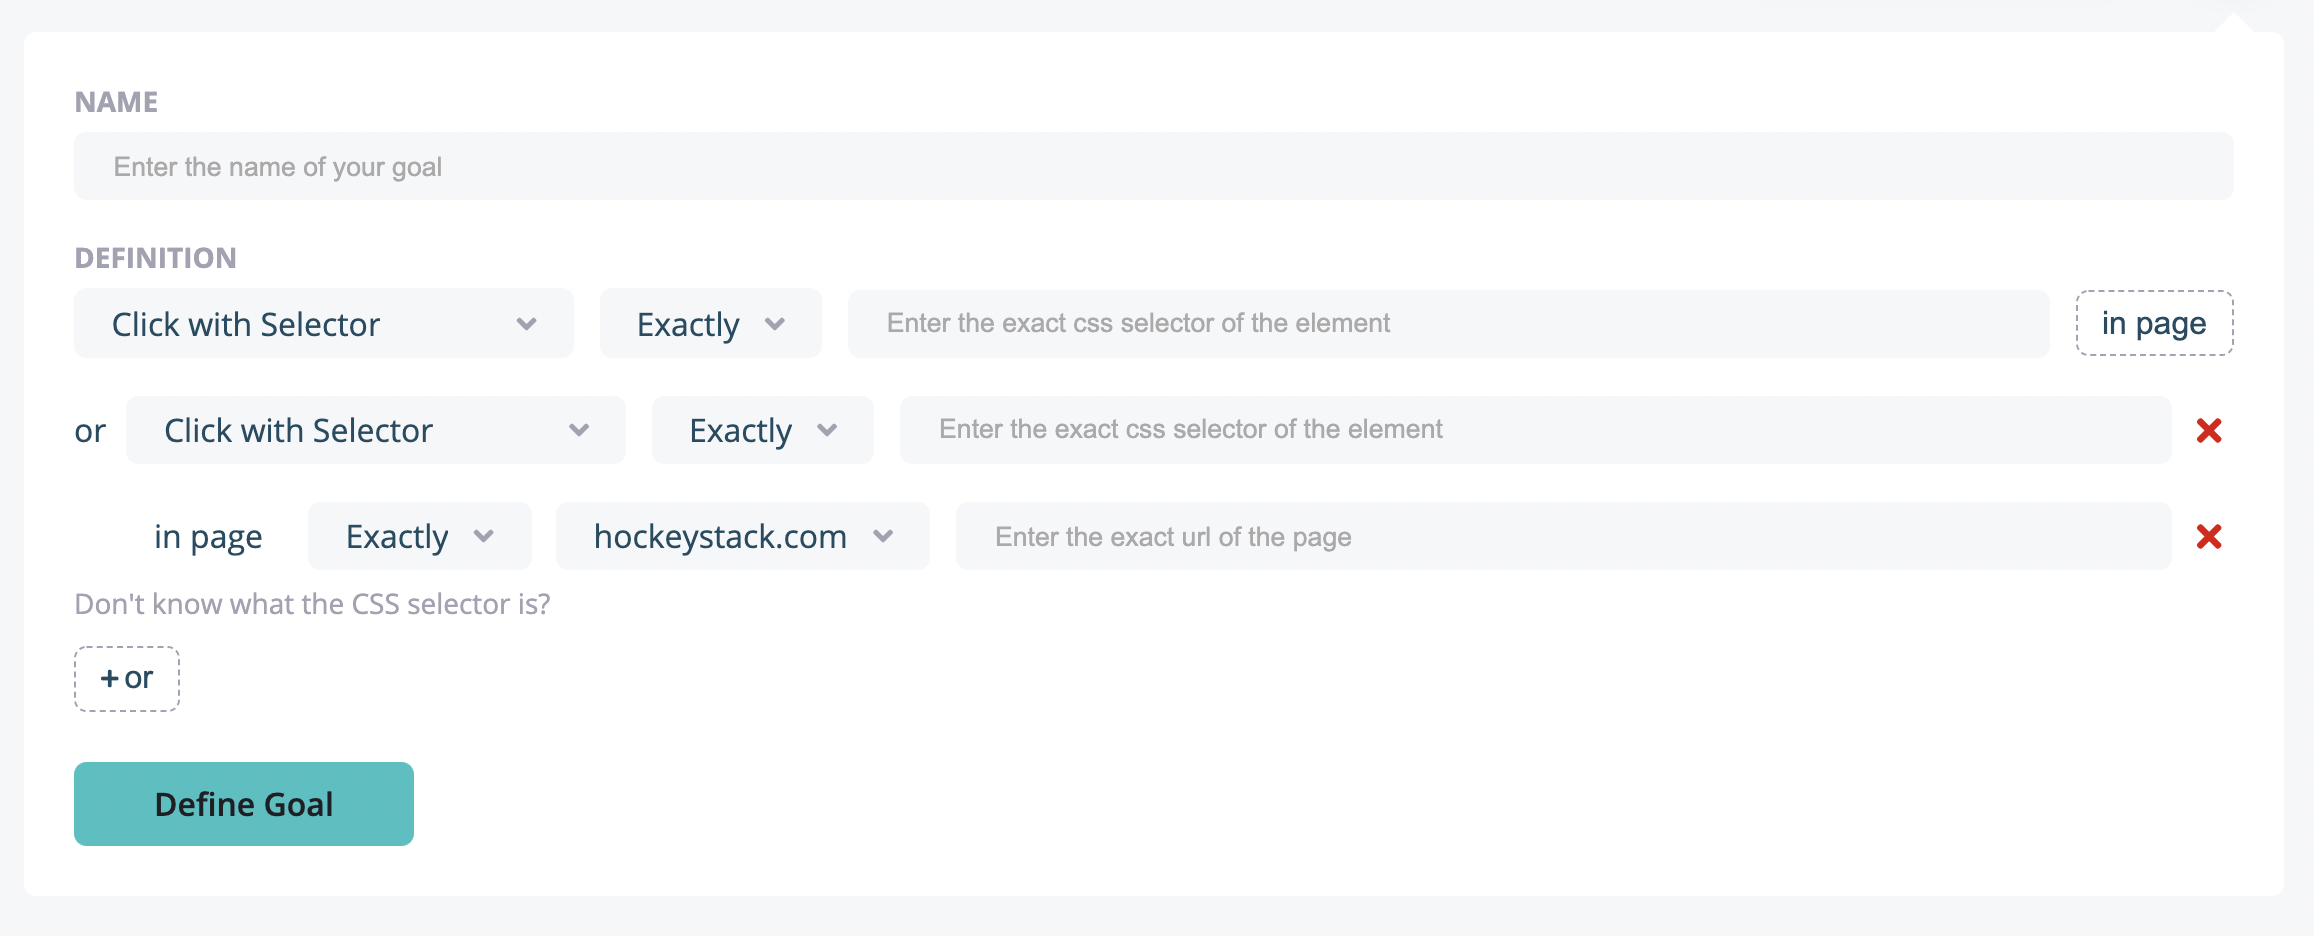 NAME
Enter the name of your goal
DEFINITION
Click with Selector Exactly Enter the exact css selector of the element in page
or Click with Selector Exactly Enter the exact css selector of the element
in page Exactly hockeystack.com Enter the exact url of the page
Don't know what the CSS selector is?
+ or
Define Goal